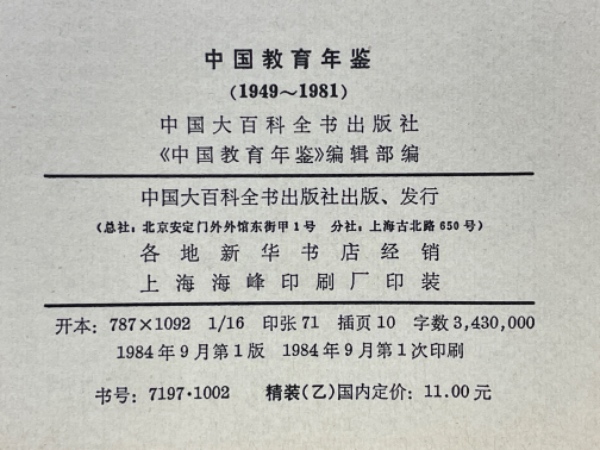 中国教育年鉴
(1949～1981)
中国大百科全书出版社
《中国教育年鉴》编辑部编
中国大百科全书出版社出版、发行
(总社：北京安定门外外馆东街甲1号 分社：上海古北路650号)
各地新华书店经销
上海海峰印刷厂印装
开本：787×1092 1/16 印张71 插页10 字数3,430,000
1984年9月第1版 1984年9月第1次印刷
书号：7197·1002 精装(乙)国内定价：11.00元